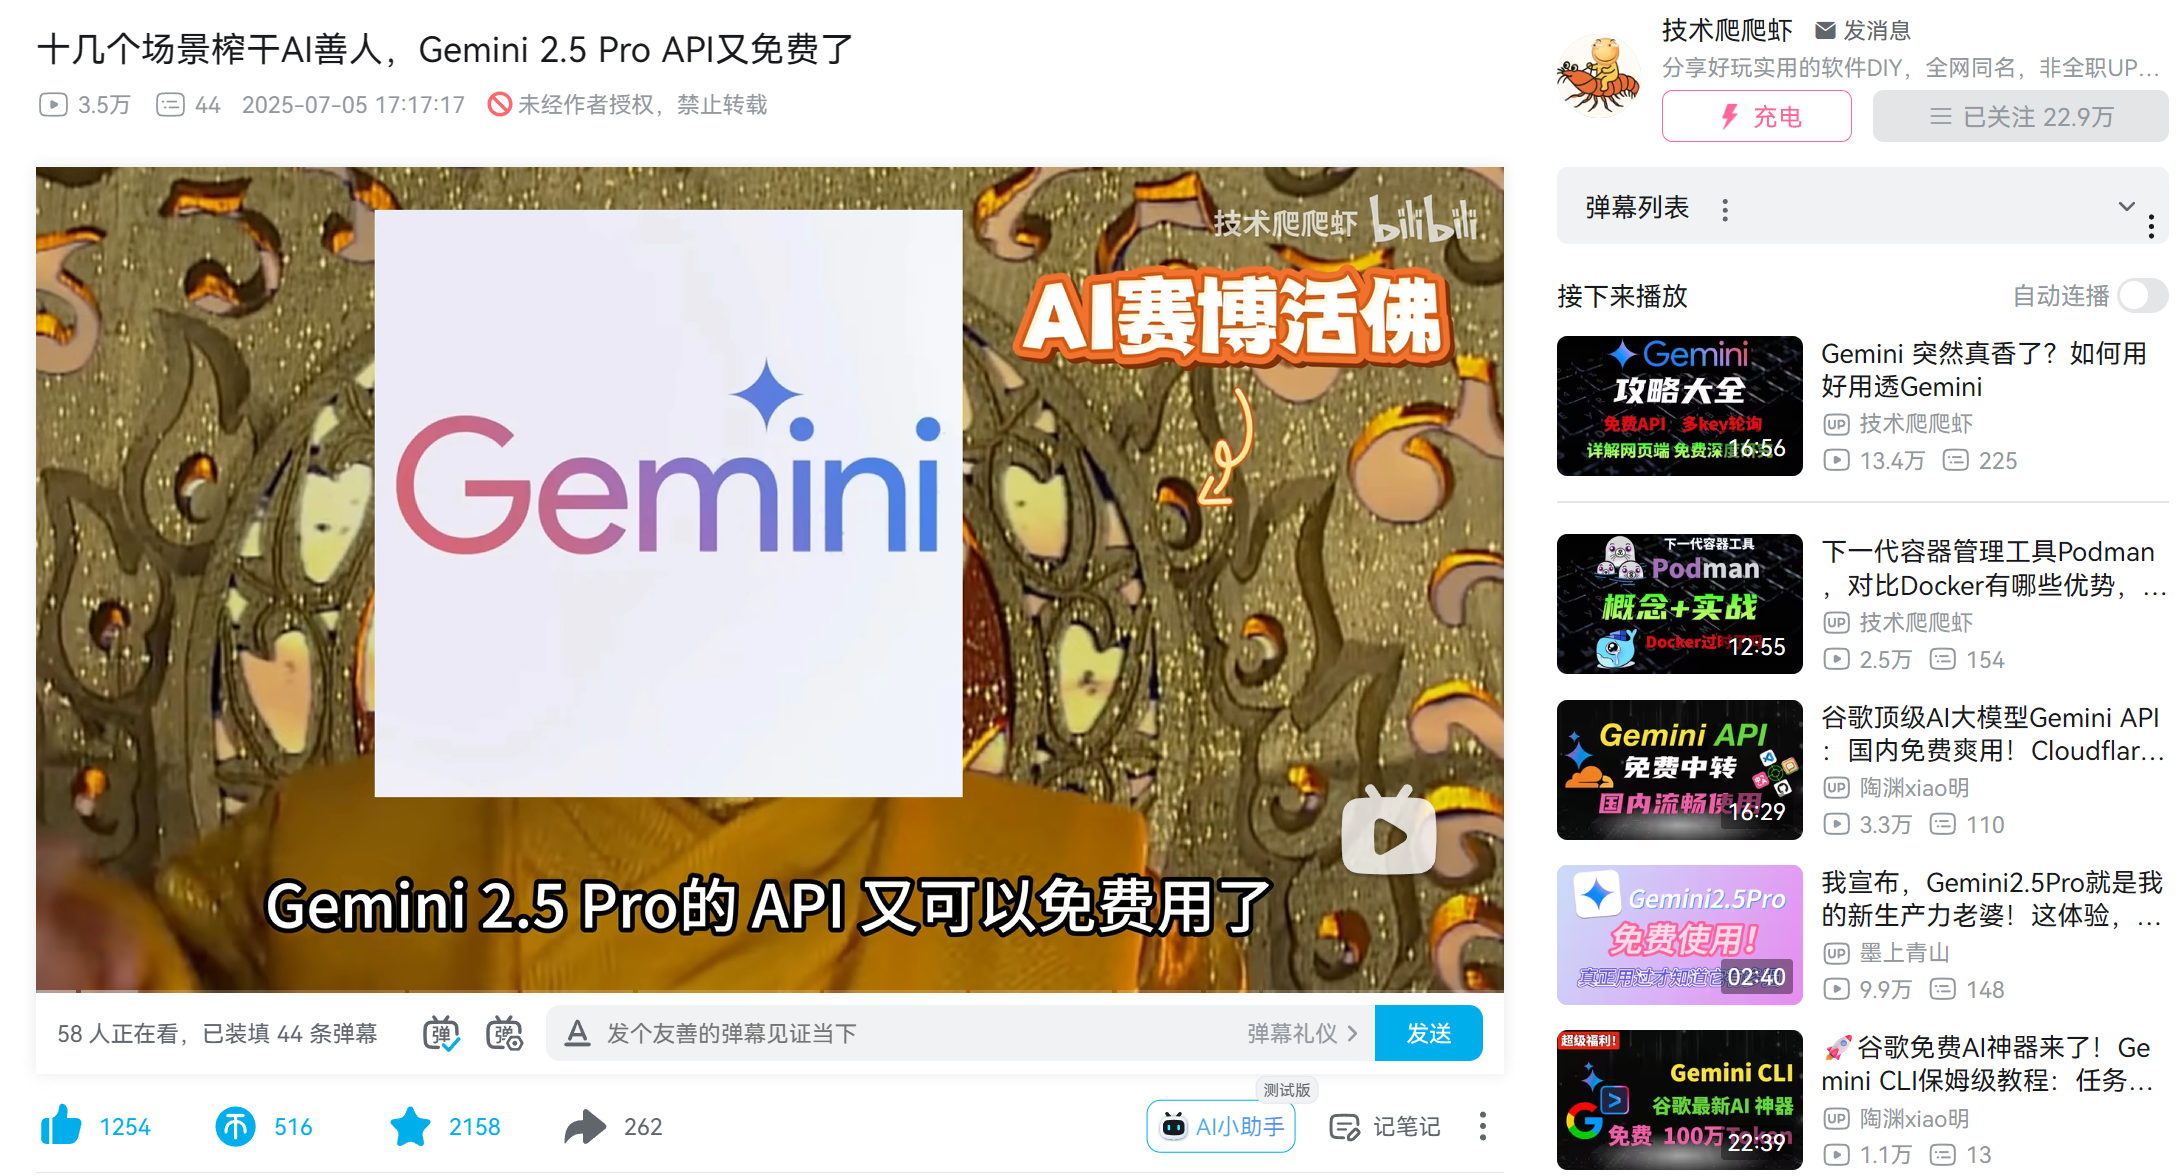 十几个场景榨干AI善人，Gemini 2.5 Pro API又免费了
3.5万 44 2025-07-05 17:17:17 未经作者授权，禁止转载
技术爬爬虾 bilibili
AI赛博活佛
Gemini
Gemini 2.5 Pro的 API 又可以免费用了
58 人正在看，已装填 44 条弹幕
弹
弹
A 发个友善的弹幕见证当下
弹幕礼仪
发送
测试版
1254 516 2158 262
AI小助手
记笔记
技术爬爬虾 发消息
分享好玩实用的软件DIY，全网同名，非全职UP…
充电
已关注 22.9万
弹幕列表
接下来播放
自动连播
Gemini
攻略大全
免费API 多key轮询
详解网页端 免费深度
16:56
Gemini 突然真香了？如何用
好用透Gemini
UP 技术爬爬虾
13.4万 225
下一代容器工具
Podman
概念+实战
Docker过时
12:55
下一代容器管理工具Podman
，对比Docker有哪些优势，…
UP 技术爬爬虾
2.5万 154
Gemini API
免费中转
国内流畅使用
16:29
谷歌顶级AI大模型Gemini API
：国内免费爽用！Cloudflar…
UP 陶渊xiao明
3.3万 110
Gemini2.5Pro
免费使用！
真正用过才知道它
02:40
我宣布，Gemini2.5Pro就是我
的新生产力老婆！这体验，…
UP 墨上青山
9.9万 148
超级福利！
Gemini CLI
谷歌最新AI 神器
免费 100万Token
22:39
🚀谷歌免费AI神器来了！Ge
mini CLI保姆级教程：任务…
UP 陶渊xiao明
1.1万 13